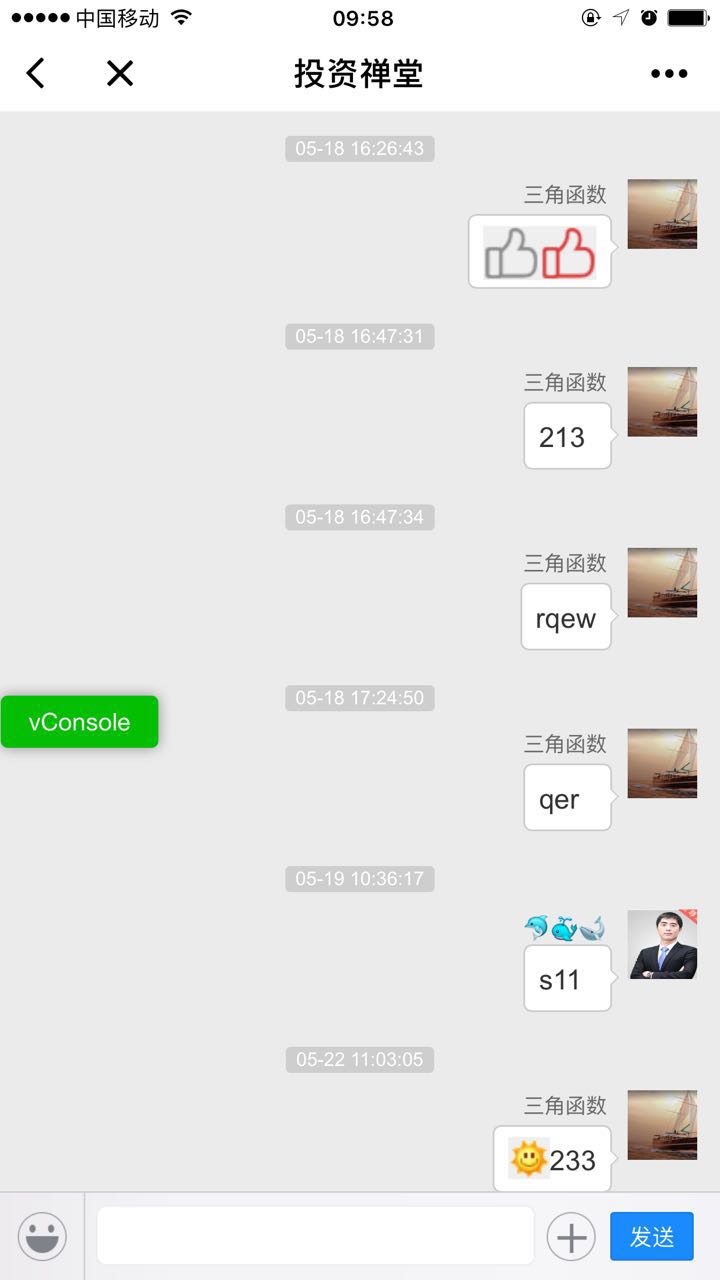 中国移动
09:58
投资禅堂
05-18 16:26:43
三角函数
05-18 16:47:31
三角函数
213
05-18 16:47:34
三角函数
rqew
05-18 17:24:50
vConsole
三角函数
qer
05-19 10:36:17
🐬🐳🐋
s11
05-22 11:03:05
三角函数
🌞233
发送